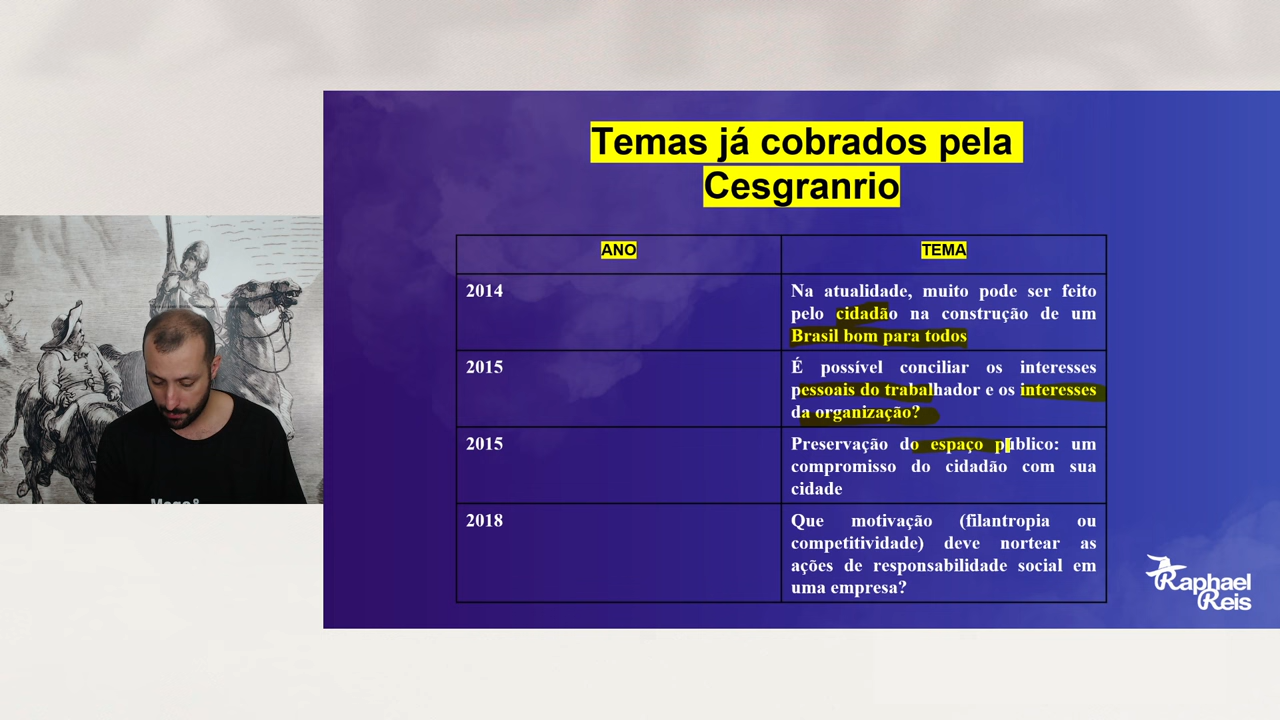 Temas já cobrados pela
Cesgranrio
ANO
TEMA
2014
Na atualidade, muito pode ser feito
pelo cidadão na construção de um
Brasil bom para todos
2015
É possível conciliar os interesses
pessoais do trabalhador e os interesses
da organização?
2015
Preservação do espaço público: um
compromisso do cidadão com sua
cidade
2018
Que motivação (filantropia ou
competitividade) deve nortear as
ações de responsabilidade social em
uma empresa?
Raphael
Reis